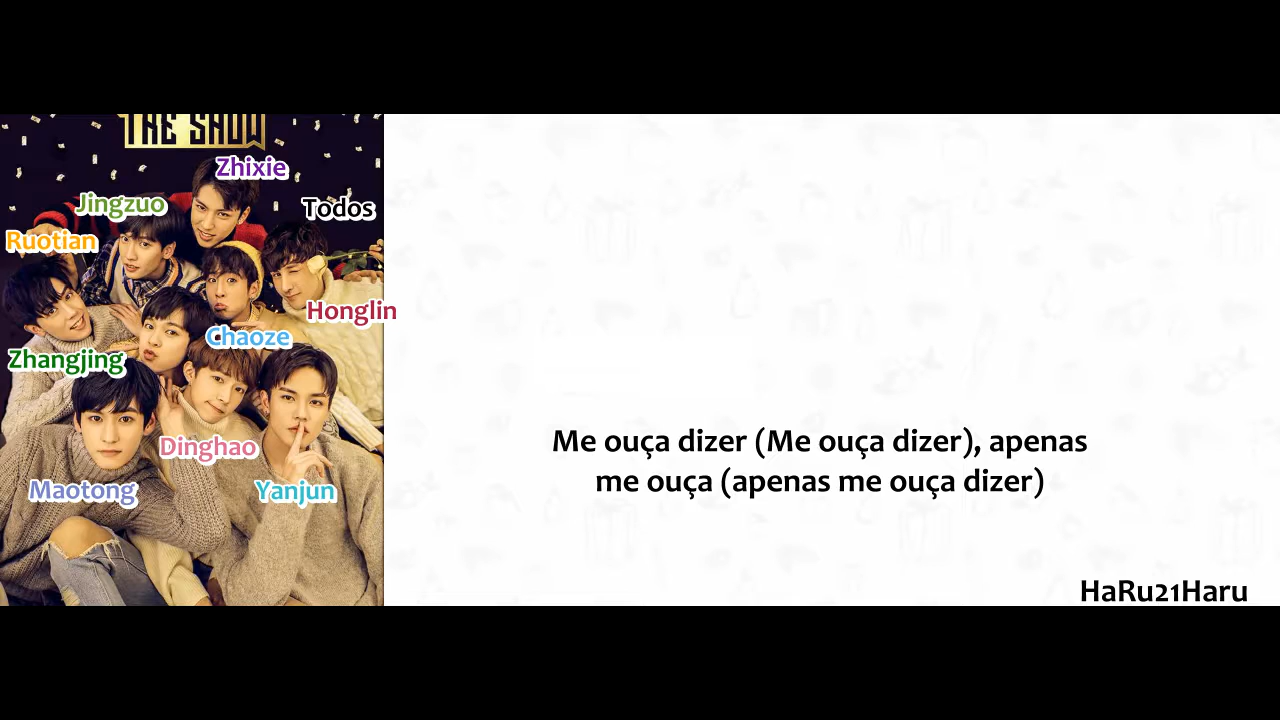 THE SHOW
Zhixie
Jingzuo
Todos
Ruotian
Honglin
Chaoze
Zhangjing
Dinghao
Maotong
Yanjun
Me ouça dizer (Me ouça dizer), apenas
me ouça (apenas me ouça dizer)
HaRu21Haru